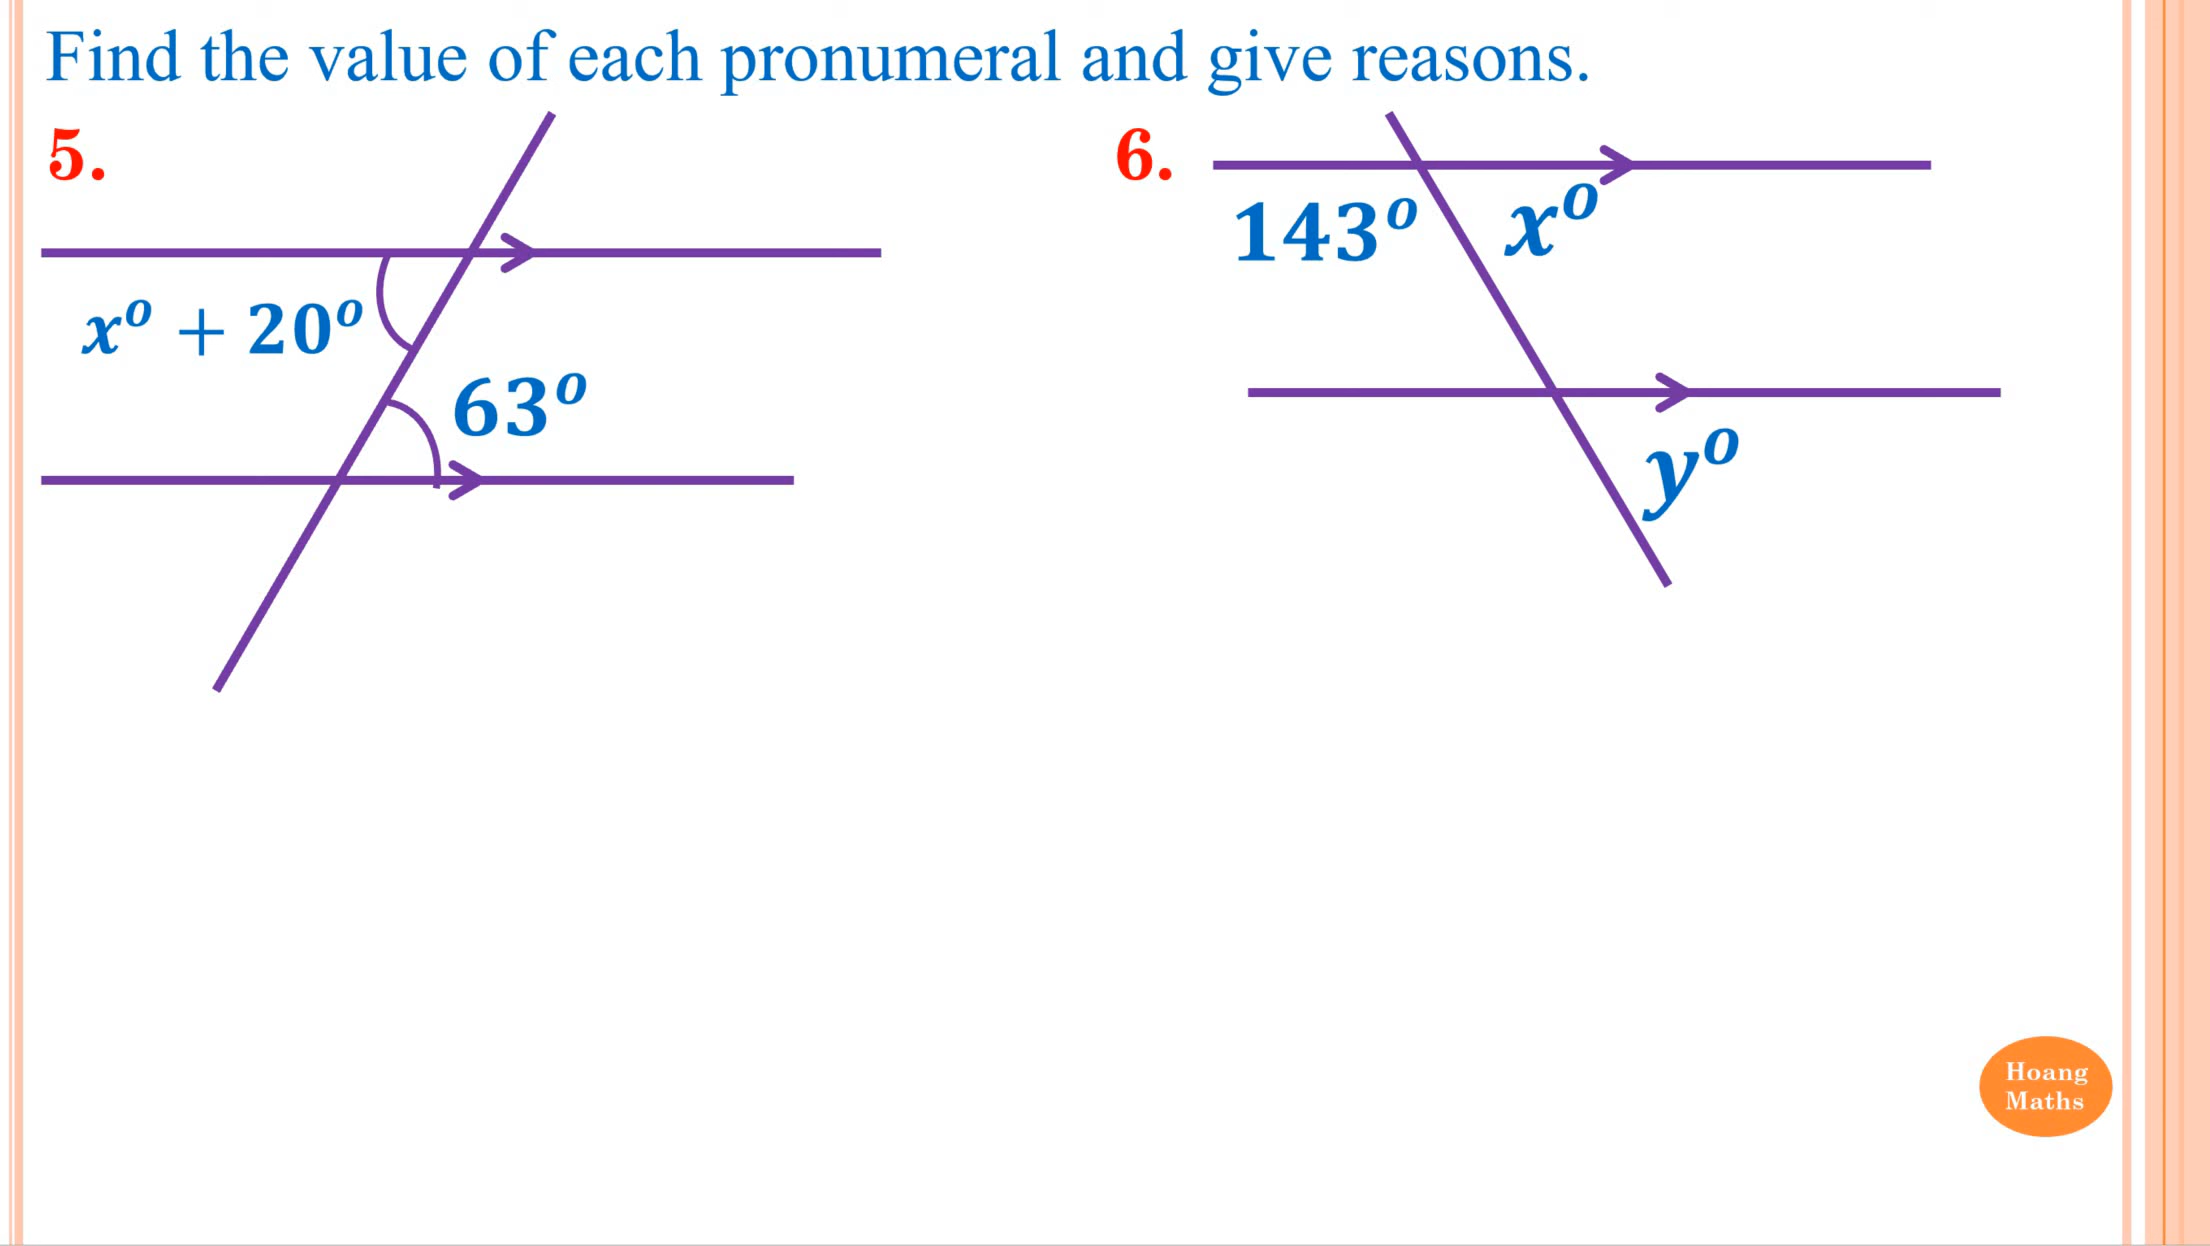 Find the value of each pronumeral and give reasons.
5.
x° + 20°
63°
6.
143°
x°
y°
Hoang
Maths